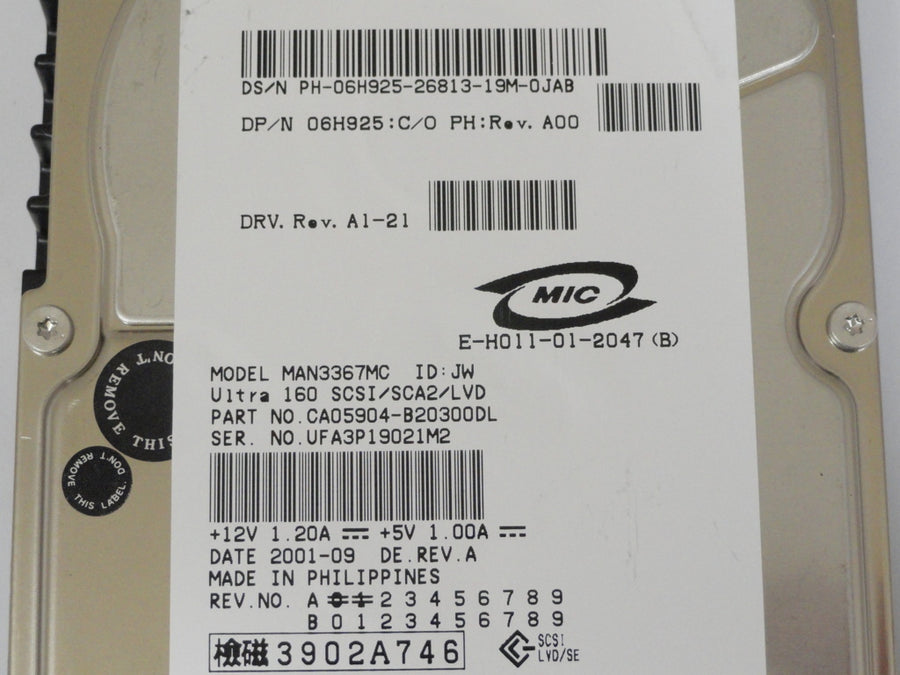 DS/N PH-06H925-26813-19M-0JAB
DP/N 06H925:C/O PH:Rev. A00
DRV. Rev. A1-21
MIC
E-H011-01-2047 (B)
MODEL MAN3367MC ID:JW
Ultra 160 SCSI/SCA2/LVD
PART NO.CA05904-B20300DL
SER. NO.UFA3P19021M2
DON'T REMOVE THIS
DON'T REMOVE THIS LABEL.
+12V 1.20A ⎓ +5V 1.00A ⎓
DATE 2001-09 DE.REV.A
MADE IN PHILIPPINES
REV.NO. A 0 1 2 3 4 5 6 7 8 9
B 0 1 2 3 4 5 6 7 8 9
検磁 3902A746
SCSI
LVD/SE